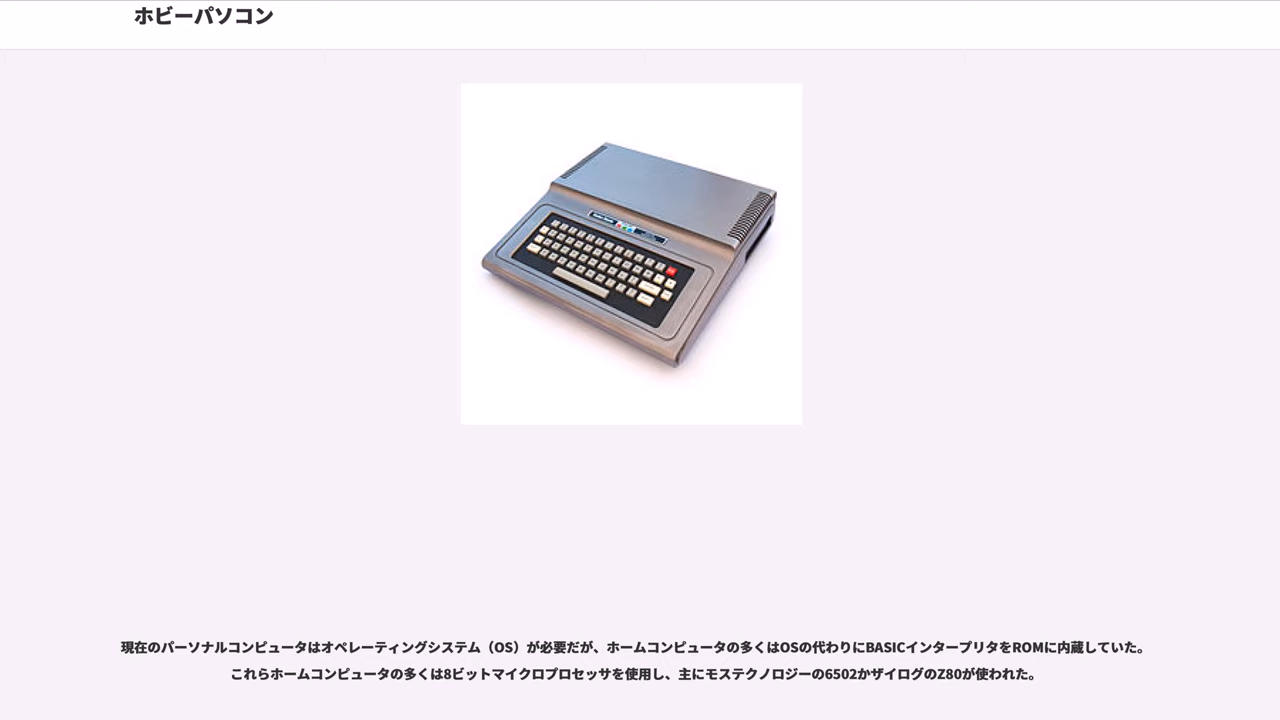 ホビーパソコン
現在のパーソナルコンピュータはオペレーティングシステム（OS）が必要だが、ホームコンピュータの多くはOSの代わりにBASICインタープリタをROMに内蔵していた。
これらホームコンピュータの多くは8ビットマイクロプロセッサを使用し、主にモステクノロジーの6502かザイログのZ80が使われた。